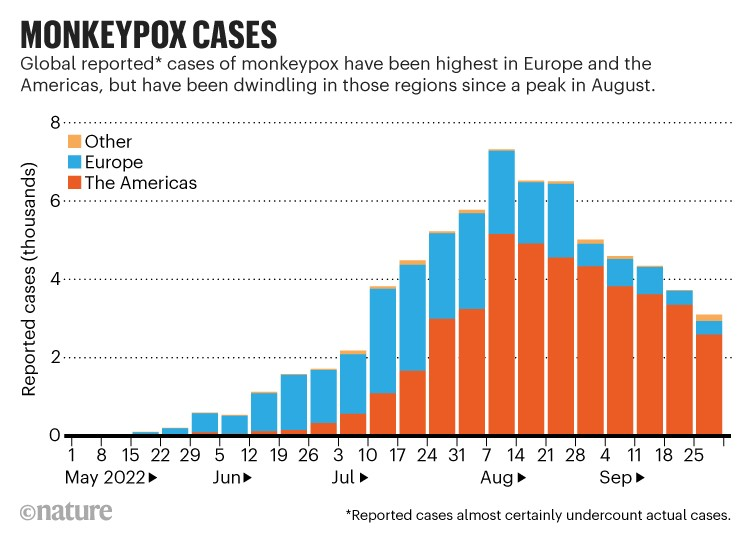 MONKEYPOX CASES
Global reported* cases of monkeypox have been highest in Europe and the
Americas, but have been dwindling in those regions since a peak in August.
8
Other
Europe
The Americas
6
4
2
0
Reported cases (thousands)
1 8 15 22 29 5 12 19 26 3 10 17 24 31 7 14 21 28 4 11 18 25
May 2022 Jun Jul Aug Sep
©nature
*Reported cases almost certainly undercount actual cases.